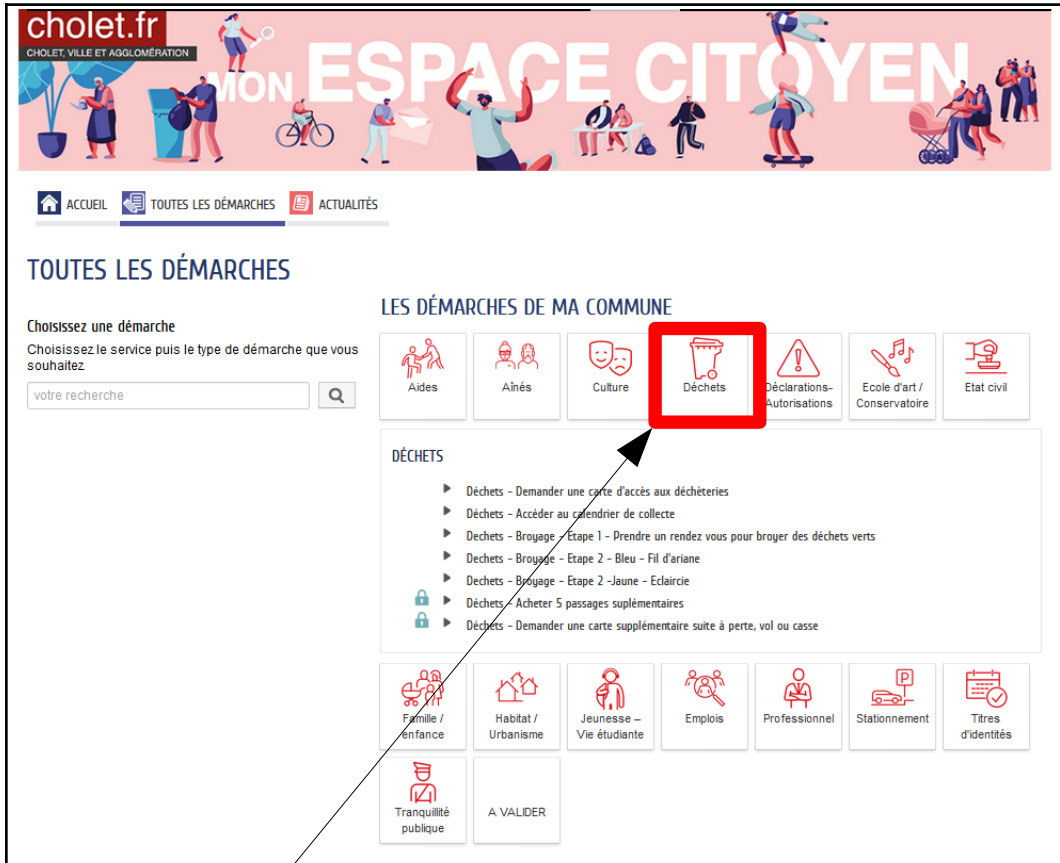 cholet.fr
CHOLET, VILLE ET AGGLOMÉRATION
MON ESPACE CITOYEN
ACCUEIL
TOUTES LES DÉMARCHES
ACTUALITÉS
TOUTES LES DÉMARCHES
Choisissez une démarche
Choisissez le service puis le type de démarche que vous
souhaitez
votre recherche
LES DÉMARCHES DE MA COMMUNE
Aides
Aînés
Culture
Déchets
Déclarations-
Autorisations
Ecole d'art /
Conservatoire
Etat civil
DÉCHETS
Déchets - Demander une carte d'accès aux déchèteries
Déchets - Accéder au calendrier de collecte
Dechets - Broyage - Etape 1 - Prendre un rendez vous pour broyer des déchets verts
Dechets - Broyage - Etape 2 - Bleu - Fil d'ariane
Dechets - Broyage - Etape 2 -Jaune - Eclaircie
Déchets - Acheter 5 passages suplémentaires
Déchets - Demander une carte supplémentaire suite à perte, vol ou casse
Famille /
enfance
Habitat /
Urbanisme
Jeunesse –
Vie étudiante
Emplois
Professionnel
P
Stationnement
Titres
d'identités
Tranquillité
publique
A VALIDER